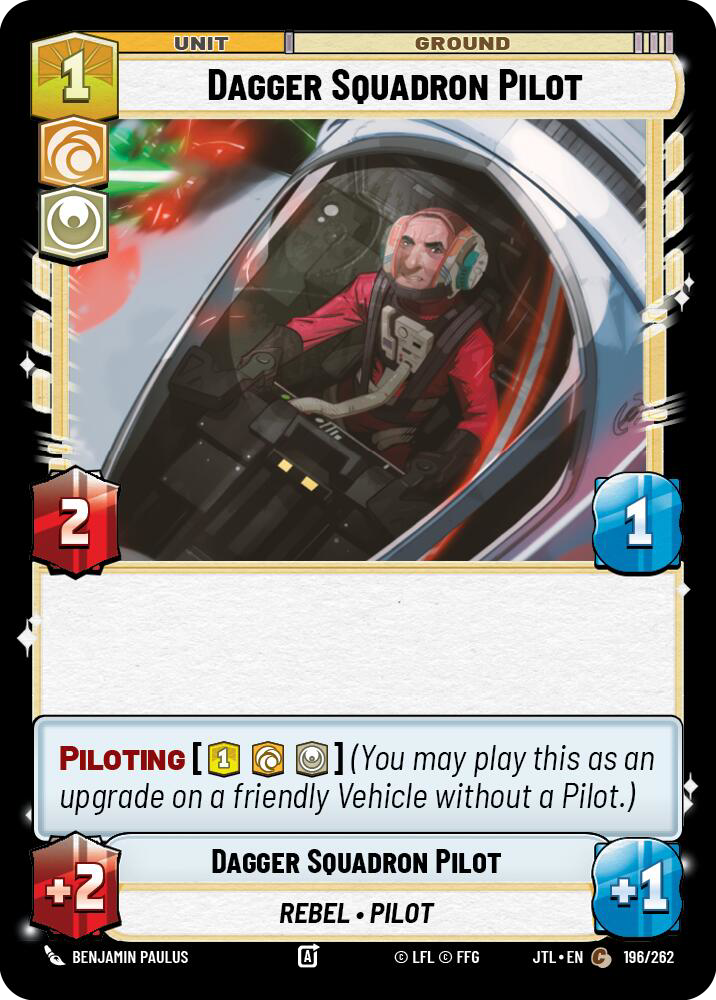 UNIT
GROUND
1
DAGGER SQUADRON PILOT
2
1
PILOTING [1] (You may play this as an
upgrade on a friendly Vehicle without a Pilot.)
+2
DAGGER SQUADRON PILOT
+1
REBEL • PILOT
BENJAMIN PAULUS
A
© LFL © FFG
JTL • EN
C
196/262